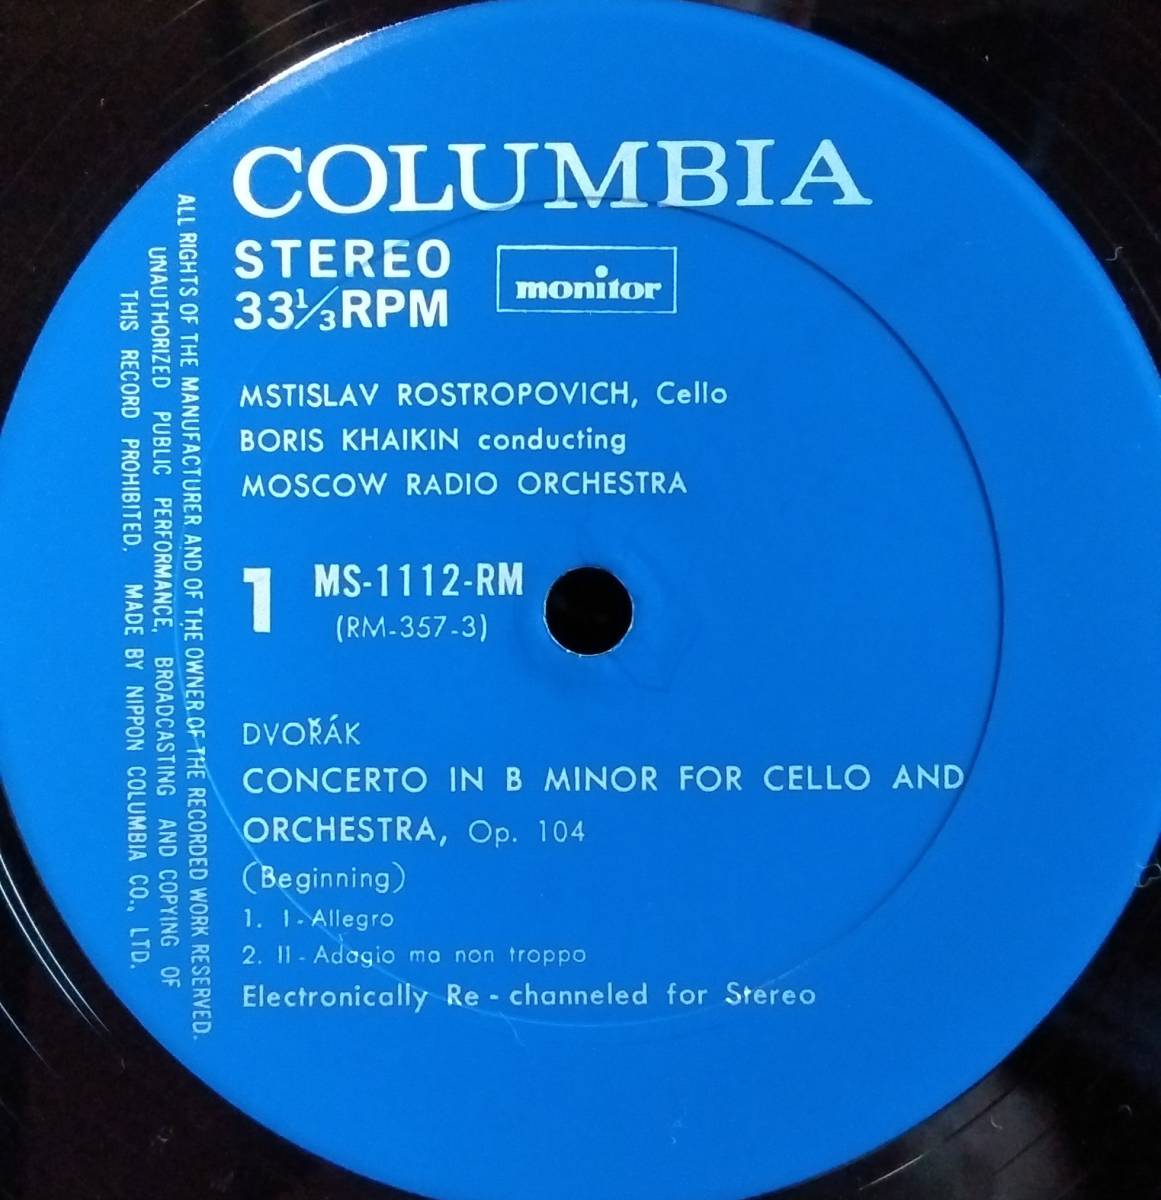 COLUMBIA
STEREO
33⅓RPM
monitor
MSTISLAV ROSTROPOVICH, Cello
BORIS KHAIKIN conducting
MOSCOW RADIO ORCHESTRA
1 MS-1112-RM
(RM-357-3)
DVOŘÁK
CONCERTO IN B MINOR FOR CELLO AND
ORCHESTRA, Op. 104
(Beginning)
1. I-Allegro
2. II-Adagio ma non troppo
Electronically Re-channeled for Stereo
ALL RIGHTS OF THE MANUFACTURER AND OF THE OWNER OF THE RECORDED WORK RESERVED.
UNAUTHORIZED PUBLIC PERFORMANCE, BROADCASTING AND COPYING OF
THIS RECORD PROHIBITED. MADE BY NIPPON COLUMBIA CO., LTD.